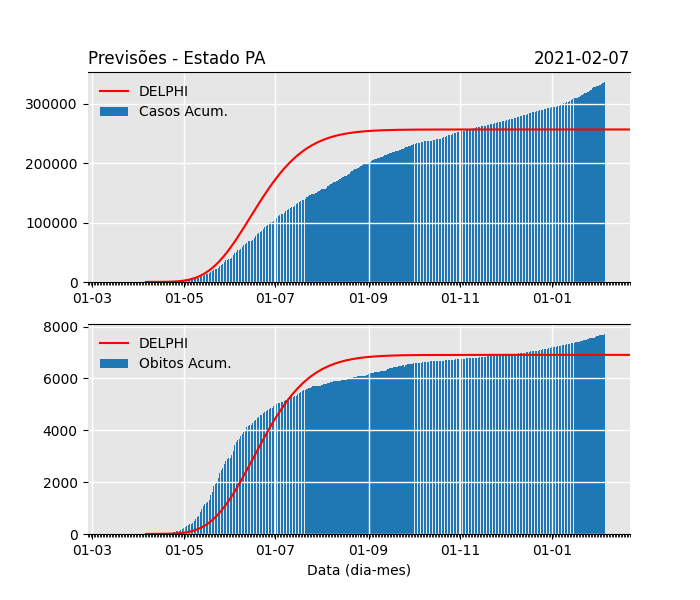 Previsões - Estado PA 2021-02-07
DELPHI
Casos Acum.
300000
200000
100000
0
01-03 01-05 01-07 01-09 01-11 01-01
8000
DELPHI
Obitos Acum.
6000
4000
2000
0
01-03 01-05 01-07 01-09 01-11 01-01
Data (dia-mes)